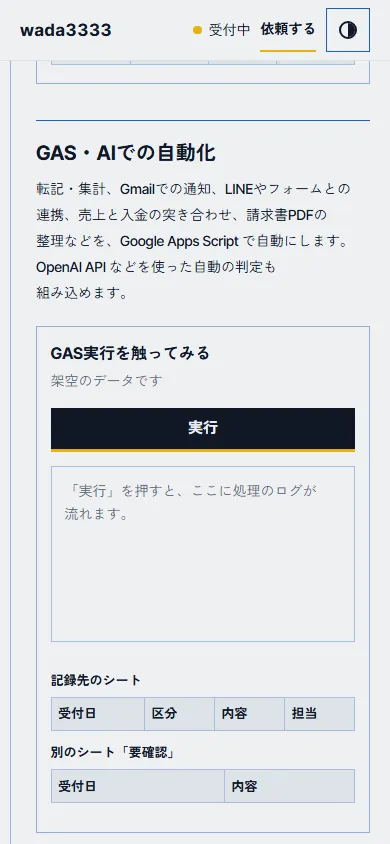 wada3333
受付中
依頼する
GAS・AIでの自動化
転記・集計、Gmailでの通知、LINEやフォームとの
連携、売上と入金の突き合わせ、請求書PDFの
整理などを、Google Apps Script で自動にします。
OpenAI API などを使った自動の判定も
組み込めます。
GAS実行を触ってみる
架空のデータです
実行
「実行」を押すと、ここに処理のログが
流れます。
記録先のシート
受付日 区分 内容 担当
別のシート「要確認」
受付日 内容